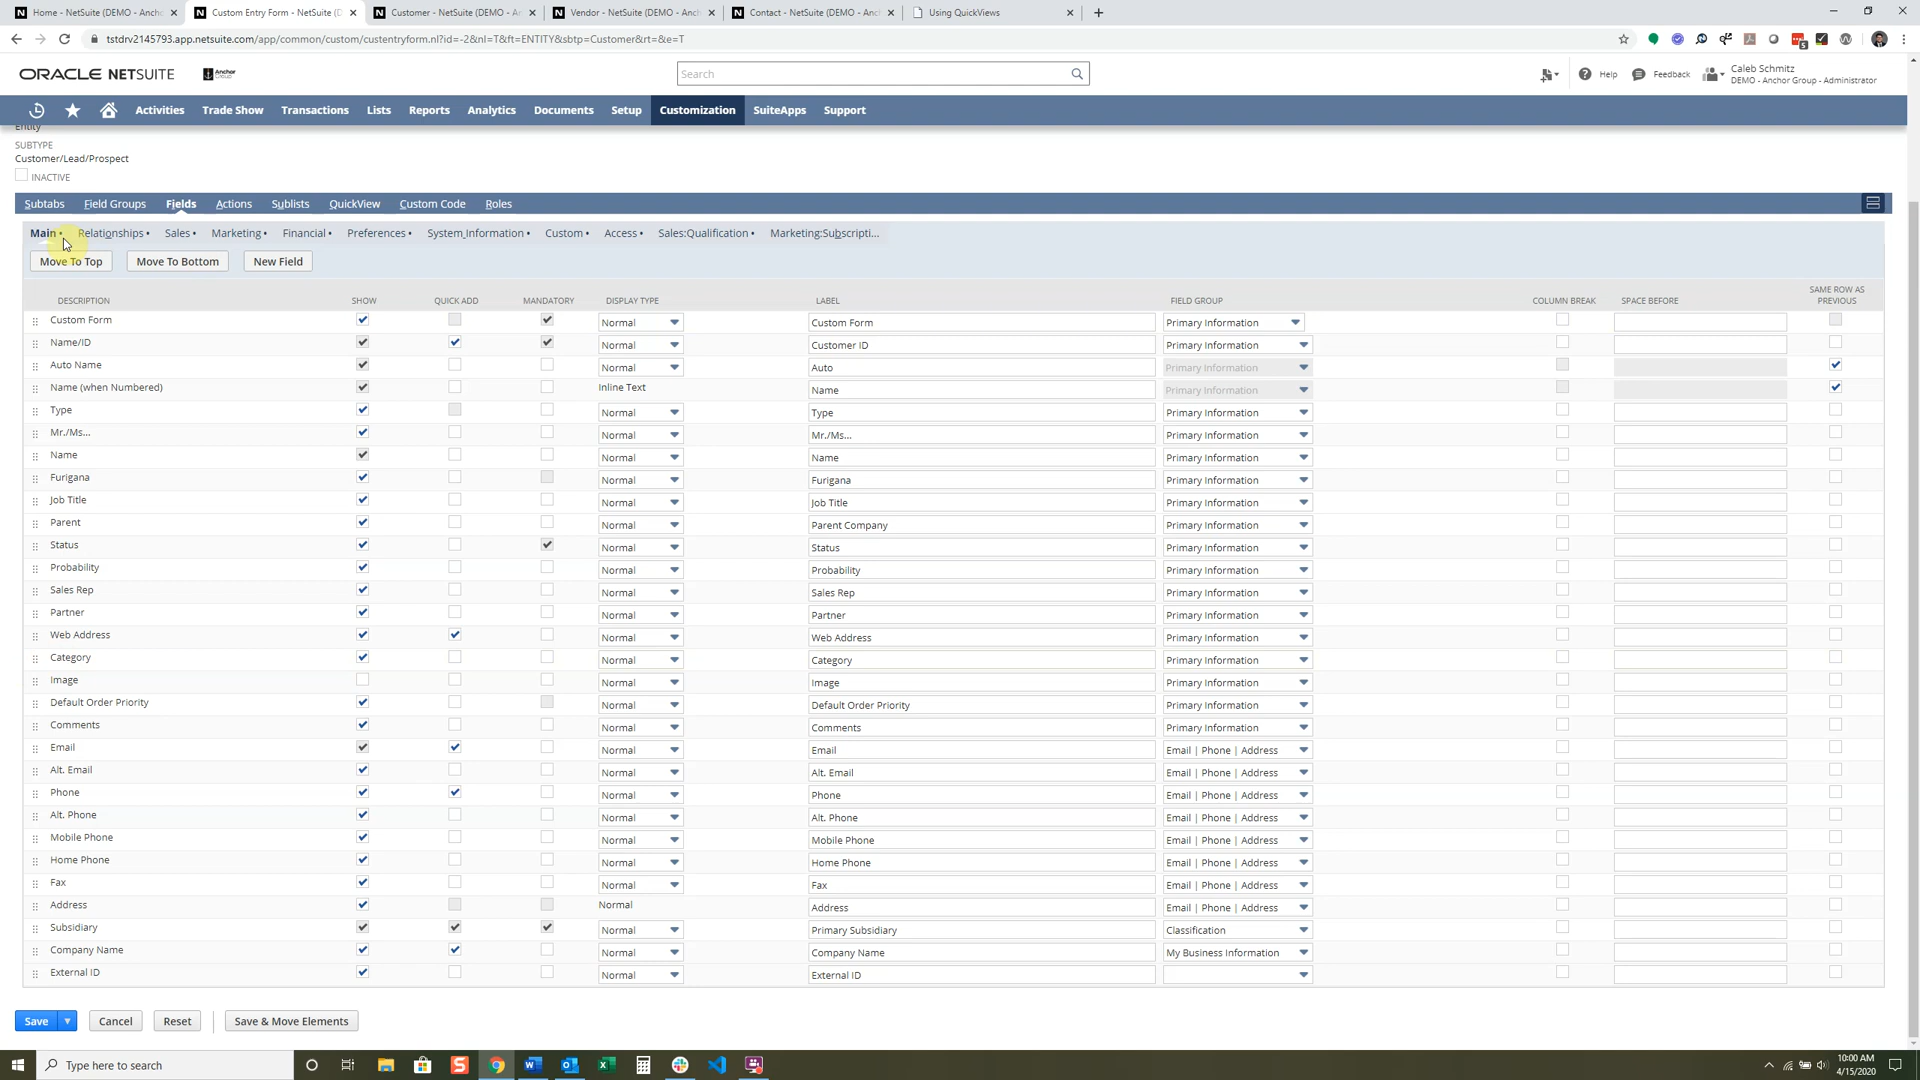 Home - NetSuite (DEMO - Ancho
Custom Entry Form - NetSuite (D
Customer - NetSuite (DEMO - An
Vendor - NetSuite (DEMO - Anch
Contact - NetSuite (DEMO - Anc
Using QuickViews
tstdrv2145793.app.netsuite.com/app/common/custom/custentryform.nl?id=-2&nl=T&ft=ENTITY&sbtp=Customer&rt=&e=T
ORACLE NETSUITE
Anchor Group
Search
Help
Feedback
Caleb Schmitz
DEMO - Anchor Group - Administrator
Activities Trade Show Transactions Lists Reports Analytics Documents Setup Customization SuiteApps Support
Entity
SUBTYPE
Customer/Lead/Prospect
INACTIVE
Subtabs Field Groups Fields Actions Sublists QuickView Custom Code Roles
Main • Relationships • Sales • Marketing • Financial • Preferences • System Information • Custom • Access • Sales:Qualification • Marketing:Subscripti...
Move To Top Move To Bottom New Field
DESCRIPTION SHOW QUICK ADD MANDATORY DISPLAY TYPE LABEL FIELD GROUP COLUMN BREAK SPACE BEFORE SAME ROW AS PREVIOUS
Custom Form Normal Custom Form Primary Information
Name/ID Normal Customer ID Primary Information
Auto Name Normal Auto Primary Information
Name (when Numbered) Inline Text Name Primary Information
Type Normal Type Primary Information
Mr./Ms... Normal Mr./Ms... Primary Information
Name Normal Name Primary Information
Furigana Normal Furigana Primary Information
Job Title Normal Job Title Primary Information
Parent Normal Parent Company Primary Information
Status Normal Status Primary Information
Probability Normal Probability Primary Information
Sales Rep Normal Sales Rep Primary Information
Partner Normal Partner Primary Information
Web Address Normal Web Address Primary Information
Category Normal Category Primary Information
Image Normal Image Primary Information
Default Order Priority Normal Default Order Priority Primary Information
Comments Normal Comments Primary Information
Email Normal Email Email | Phone | Address
Alt. Email Normal Alt. Email Email | Phone | Address
Phone Normal Phone Email | Phone | Address
Alt. Phone Normal Alt. Phone Email | Phone | Address
Mobile Phone Normal Mobile Phone Email | Phone | Address
Home Phone Normal Home Phone Email | Phone | Address
Fax Normal Fax Email | Phone | Address
Address Normal Address Email | Phone | Address
Subsidiary Normal Primary Subsidiary Classification
Company Name Normal Company Name My Business Information
External ID Normal External ID
Save Cancel Reset Save & Move Elements
Type here to search
10:00 AM
4/15/2020